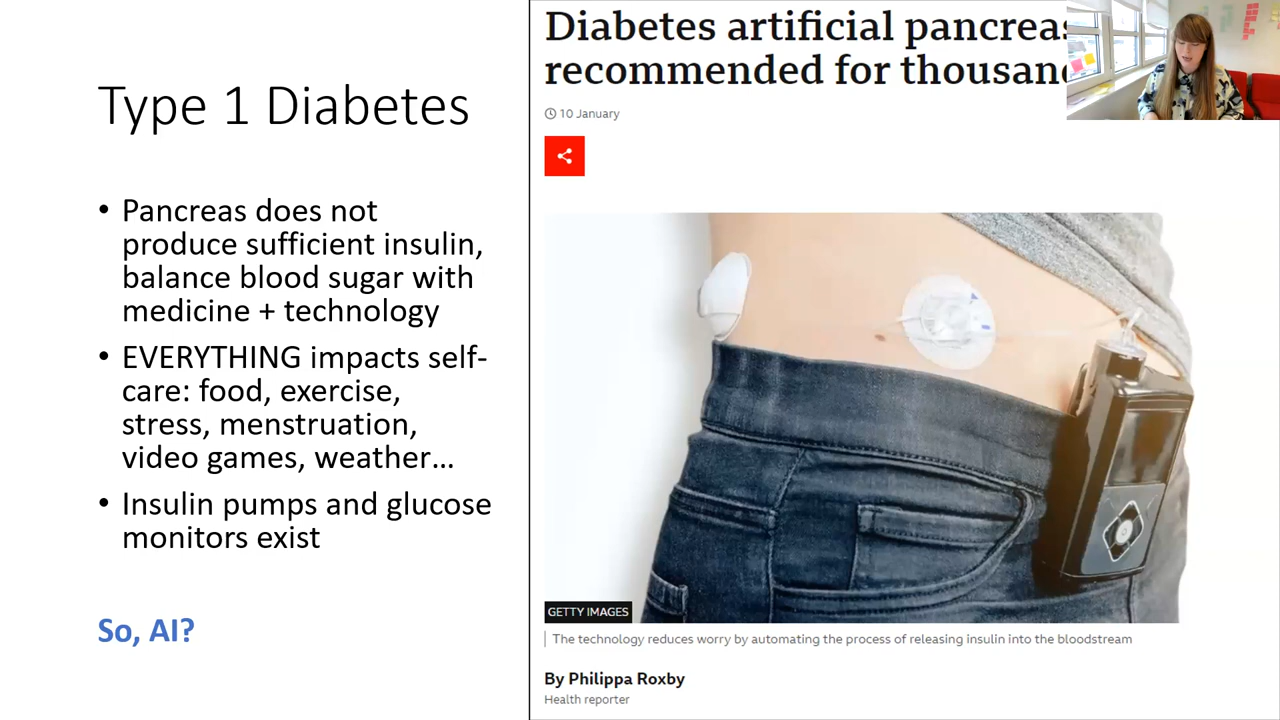 Type 1 Diabetes
• Pancreas does not
produce sufficient insulin,
balance blood sugar with
medicine + technology
• EVERYTHING impacts self-
care: food, exercise,
stress, menstruation,
video games, weather…
• Insulin pumps and glucose
monitors exist
So, AI?
Diabetes artificial pancreas
recommended for thousan
10 January
GETTY IMAGES
The technology reduces worry by automating the process of releasing insulin into the bloodstream
By Philippa Roxby
Health reporter